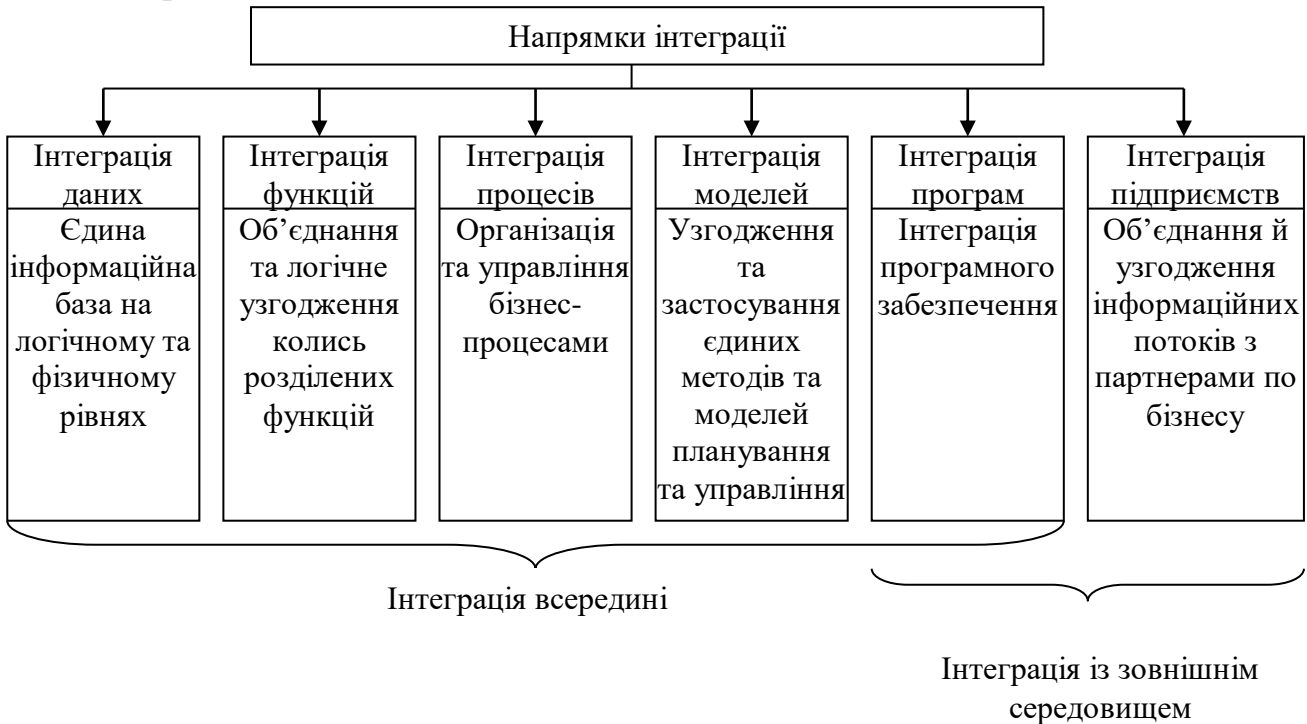 Напрямки інтеграції
Інтеграція
даних
Єдина
інформаційна
база на
логічному та
фізичному
рівнях
Інтеграція
функцій
Об’єднання
та логічне
узгодження
колись
розділених
функцій
Інтеграція
процесів
Організація
та управління
бізнес-
процесами
Інтеграція
моделей
Узгодження
та
застосування
єдиних
методів та
моделей
планування
та управління
Інтеграція
програм
Інтеграція
програмного
забезпечення
Інтеграція
підприємств
Об’єднання й
узгодження
інформаційних
потоків з
партнерами по
бізнесу
Інтеграція всередині
Інтеграція із зовнішнім
середовищем